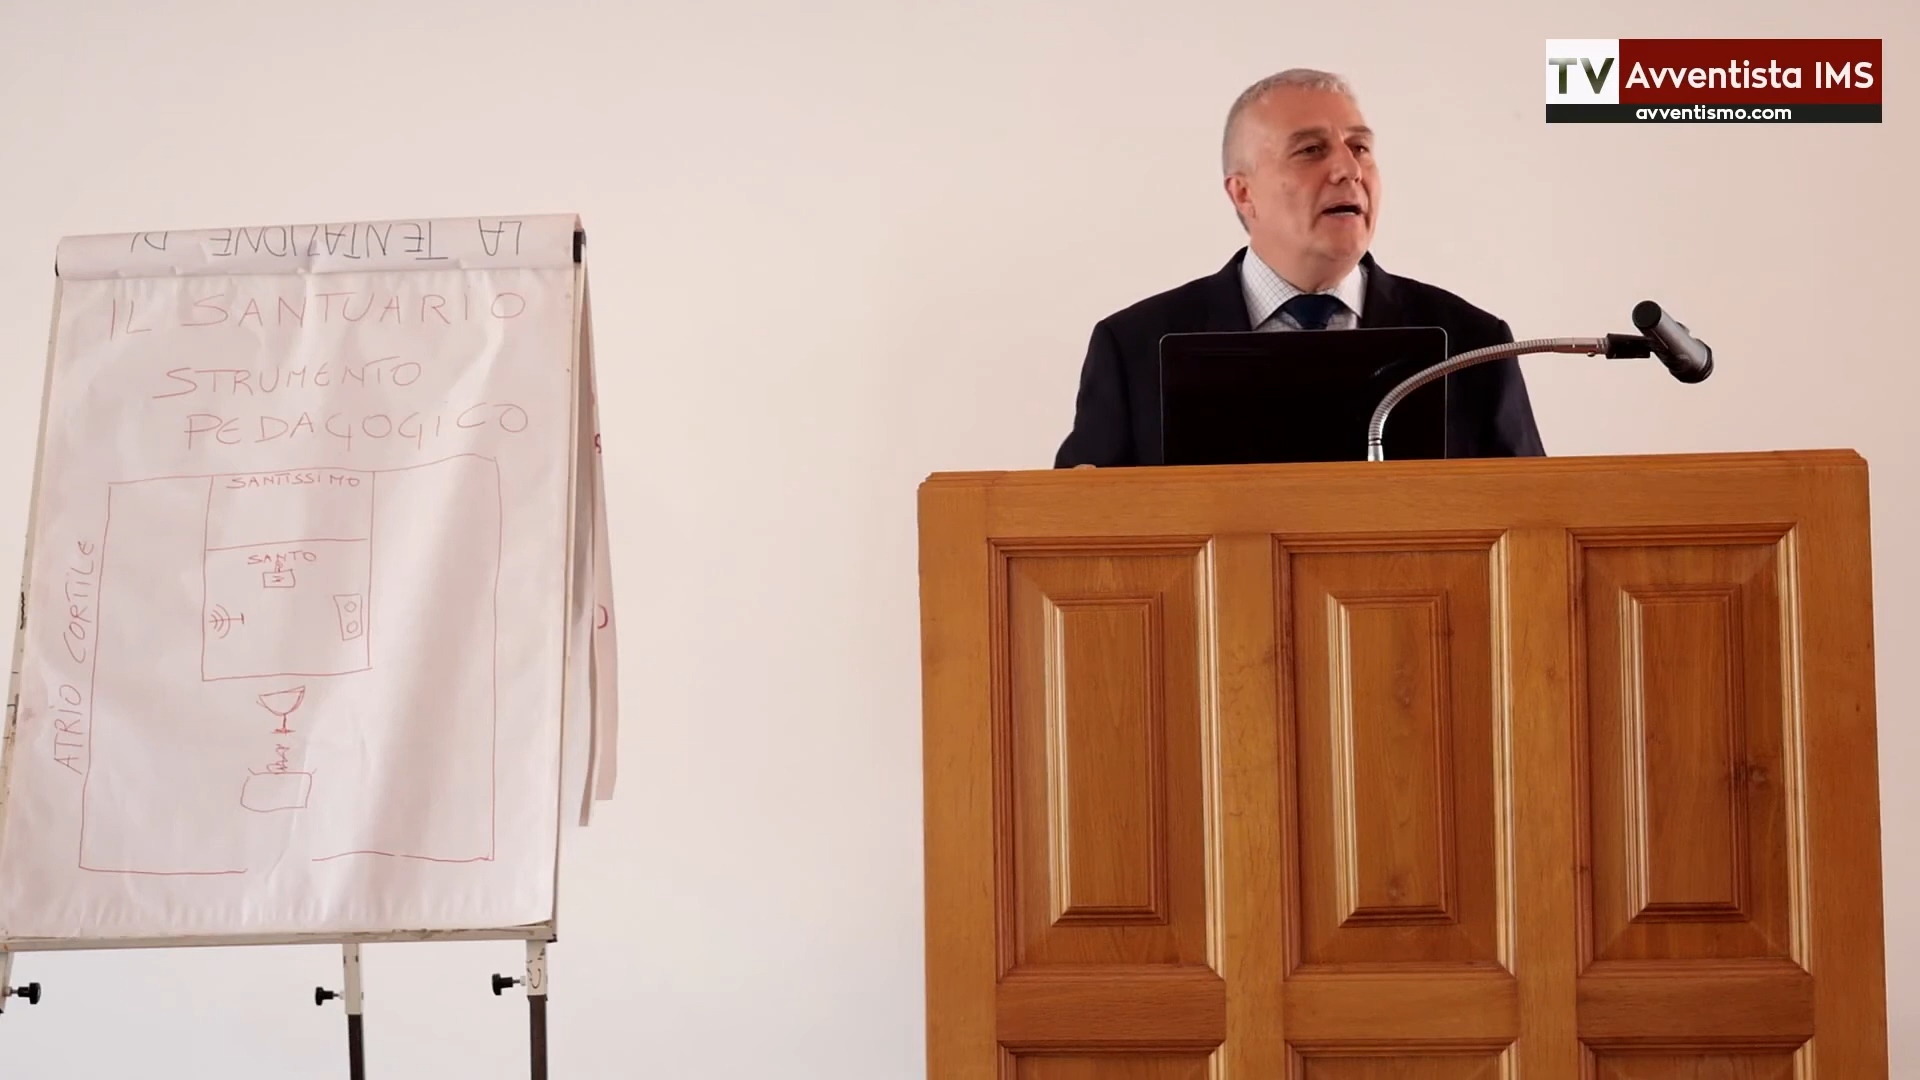 LA TENTAZIONE DI
IL SANTUARIO
STRUMENTO
PEDAGOGICO
SANTISSIMO
SANTO
ATRIO CORTILE
TV Avventista IMS
avventismo.com